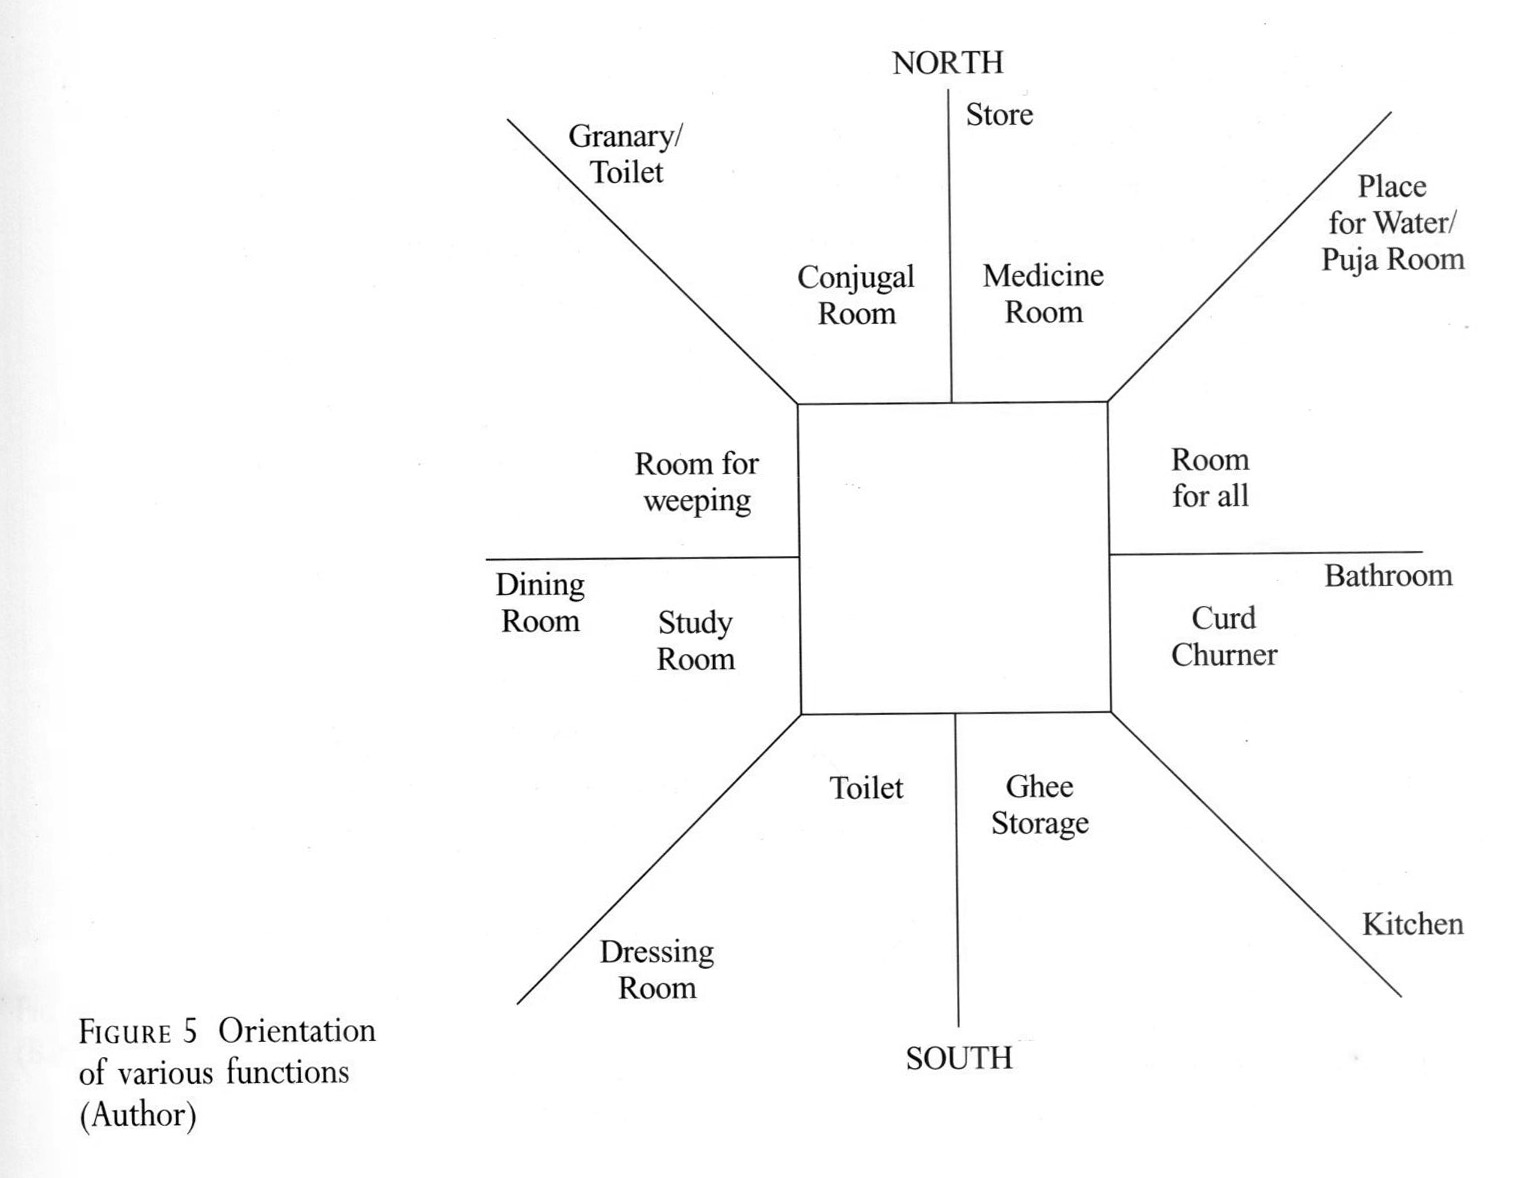 NORTH
Store
Granary/
Toilet
Place
for Water/
Puja Room
Conjugal
Room
Medicine
Room
Room for
weeping
Room
for all
Dining
Room
Study
Room
Bathroom
Curd
Churner
Toilet
Ghee
Storage
Dressing
Room
Kitchen
SOUTH
FIGURE 5 Orientation
of various functions
(Author)